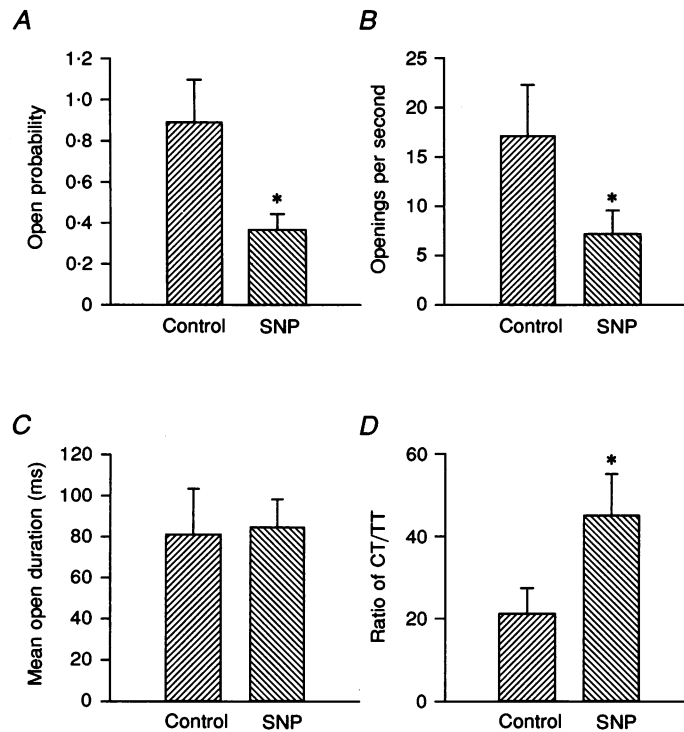 A
B
1·2
1·0
0·8
0·6
0·4
0·2
0
Open probability
*
Control
SNP
25
20
15
10
5
0
Openings per second
*
Control
SNP
C
D
120
100
80
60
40
20
0
Mean open duration (ms)
Control
SNP
60
40
20
0
Ratio of CT/TT
*
Control
SNP